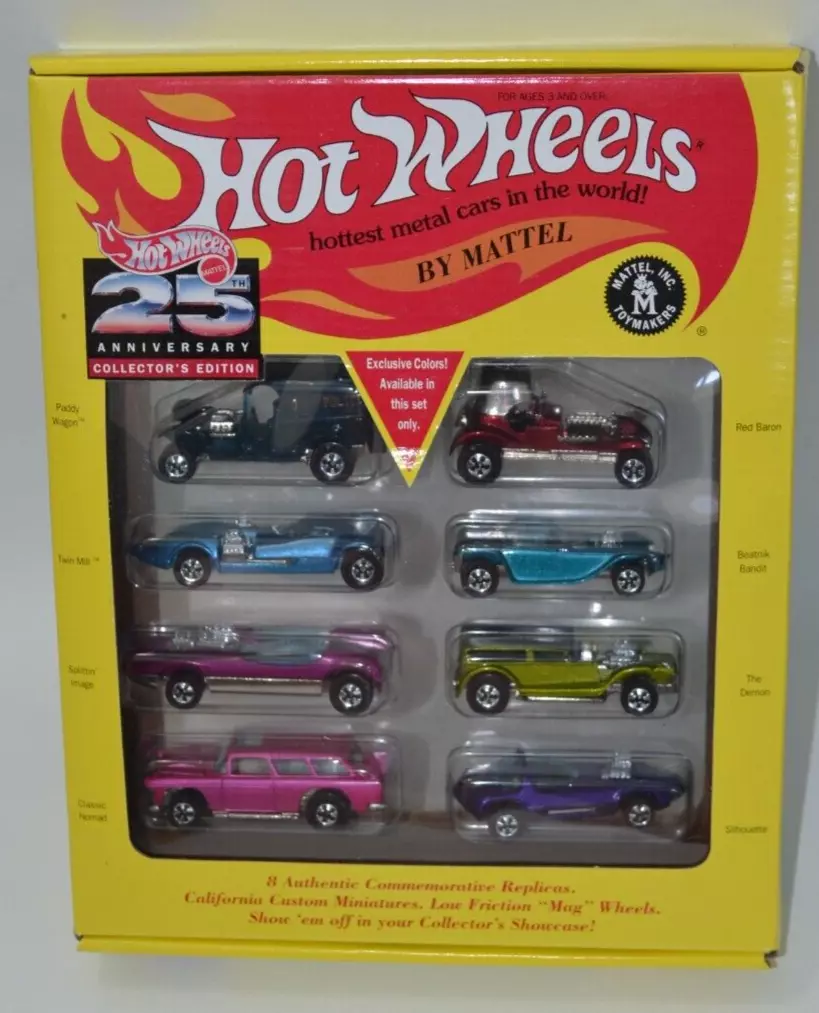 FOR AGES 3 AND OVER.
HOT WHEELS
hottest metal cars in the world!
BY MATTEL
HOT WHEELS
MATTEL
25TH
ANNIVERSARY
COLLECTOR'S EDITION
MATTEL, INC.
M
TOYMAKERS
®
Exclusive Colors!
Available in
this set
only.
Paddy
Wagon™
Red Baron
Twin Mill™
Beatnik
Bandit
Splittin'
Image
The
Demon
Classic
Nomad
Silhouette
8 Authentic Commemorative Replicas.
California Custom Miniatures. Low Friction "Mag" Wheels.
Show 'em off in your Collector's Showcase!